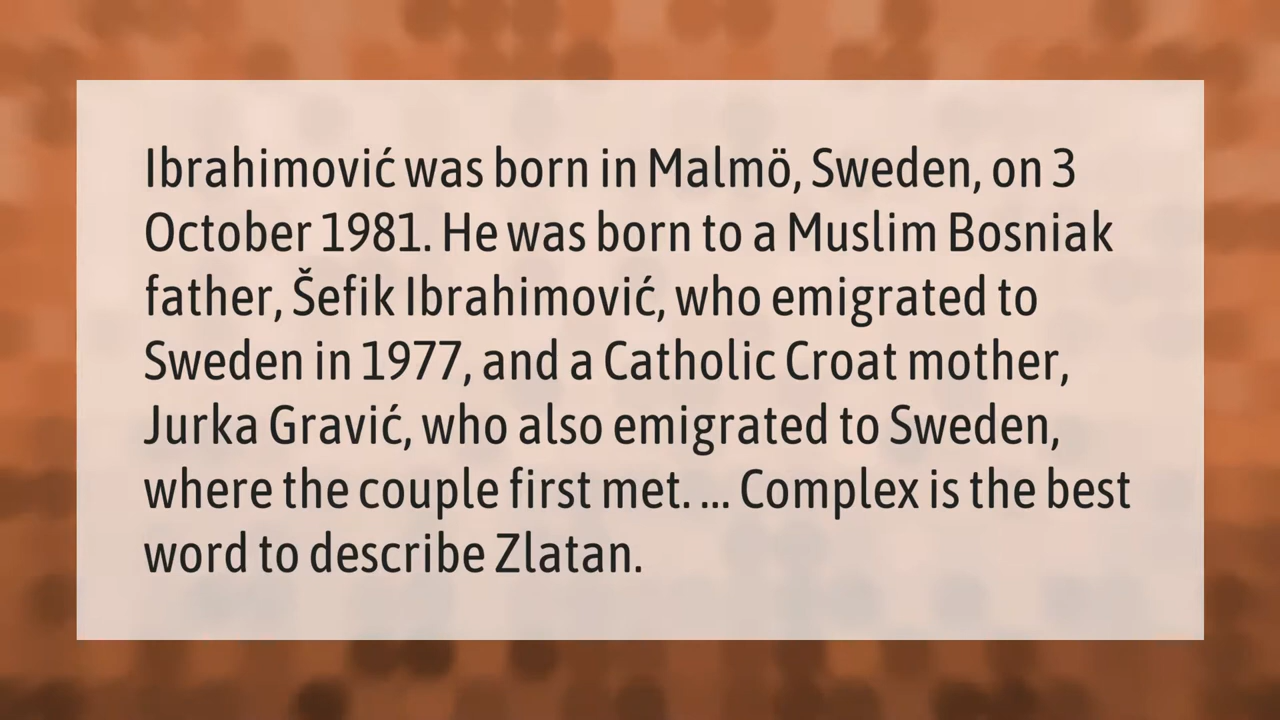 Ibrahimović was born in Malmö, Sweden, on 3
October 1981. He was born to a Muslim Bosniak
father, Šefik Ibrahimović, who emigrated to
Sweden in 1977, and a Catholic Croat mother,
Jurka Gravić, who also emigrated to Sweden,
where the couple first met. ... Complex is the best
word to describe Zlatan.